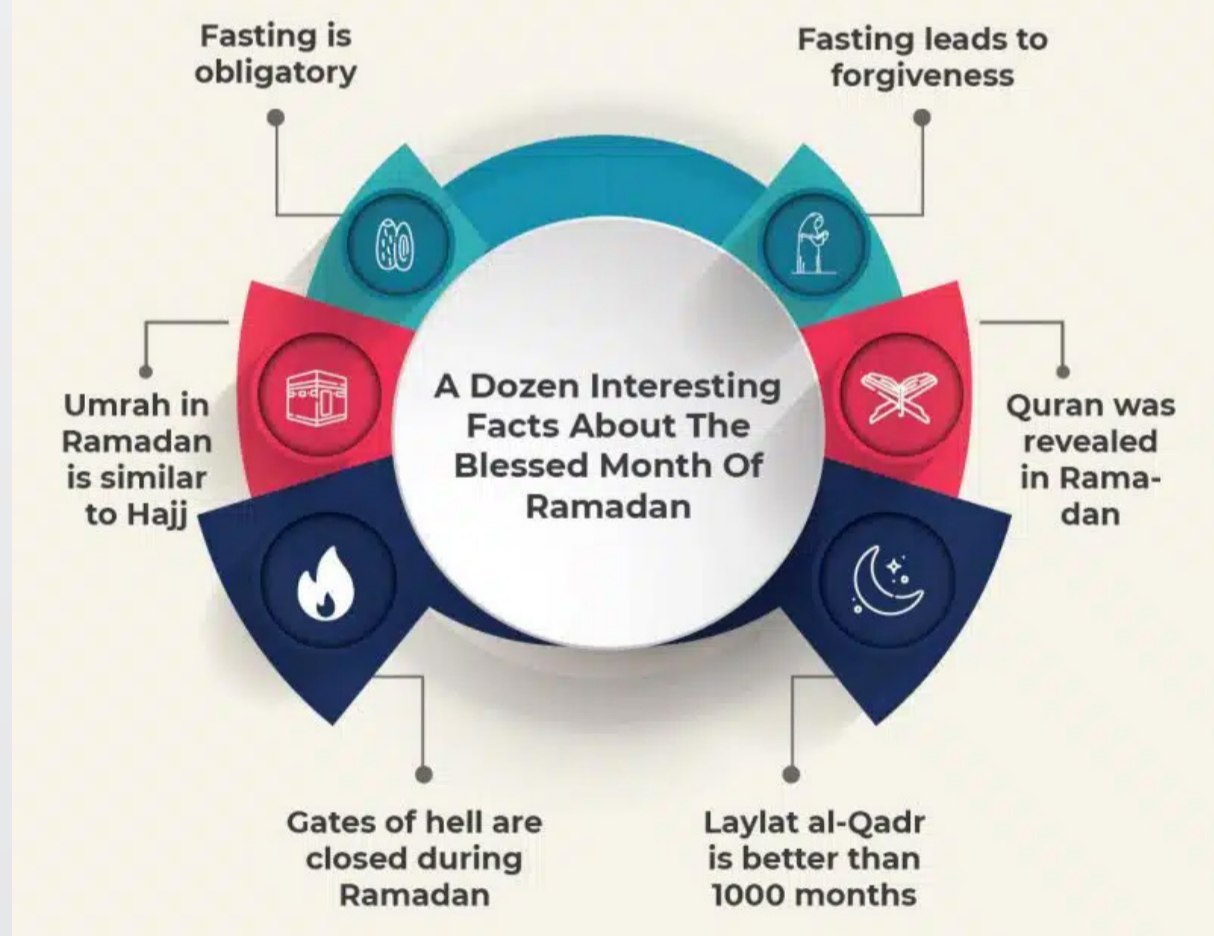 Fasting is
obligatory
Fasting leads to
forgiveness
A Dozen Interesting
Facts About The
Blessed Month Of
Ramadan
Umrah in
Ramadan
is similar
to Hajj
Quran was
revealed
in Rama-
dan
Gates of hell are
closed during
Ramadan
Laylat al-Qadr
is better than
1000 months